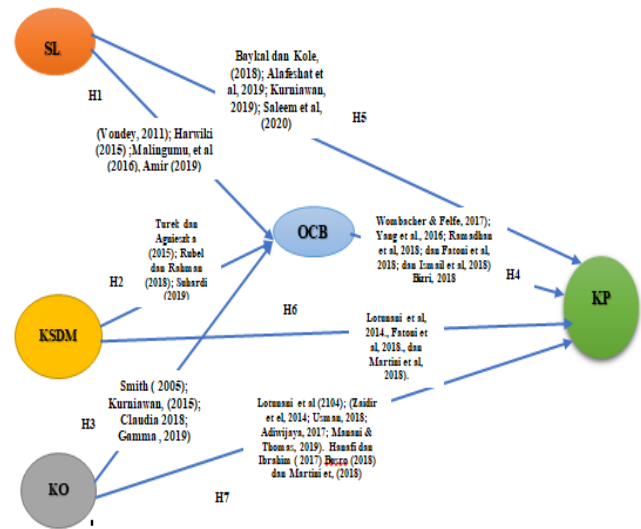 SL
H1
Baykal dan Kole,
(2018); Alafeshat et
al, 2019; Kurniawan,
2019); Saleem et al,
(2020)
H5
(Vondey, 2011); Harwiki
(2015) ;Malingumu, et al
(2016), Amir (2019)
OCB
Wombacher & Felfe, 2017);
Yang et al., 2016; Ramadhan
et al, 2018; dan Fatoni et al,
2018; dan Ismail et al, 2018)
Birri, 2018
H4
KP
Turek dan
Agnieszka
(2015); Rubel
dan Rahman
(2018); Suhardi
(2019)
H2
KSDM
H6
Lotunani et al,
2014., Fatoni et
al, 2018., dan
Martini et al,
2018).
Smith ( 2005);
Kurniawan, (2015);
Claudia 2018;
Gamma , 2019)
H3
Lotunani et al (2104); (Zaidir
et el, 2014; Usman, 2018;
Adiwijaya, 2017; Manani &
Thomas, 2019). Hanafi dan
Ibrahim ( 2017) Busro (2018)
dan Martini et, (2018)
KO
H7